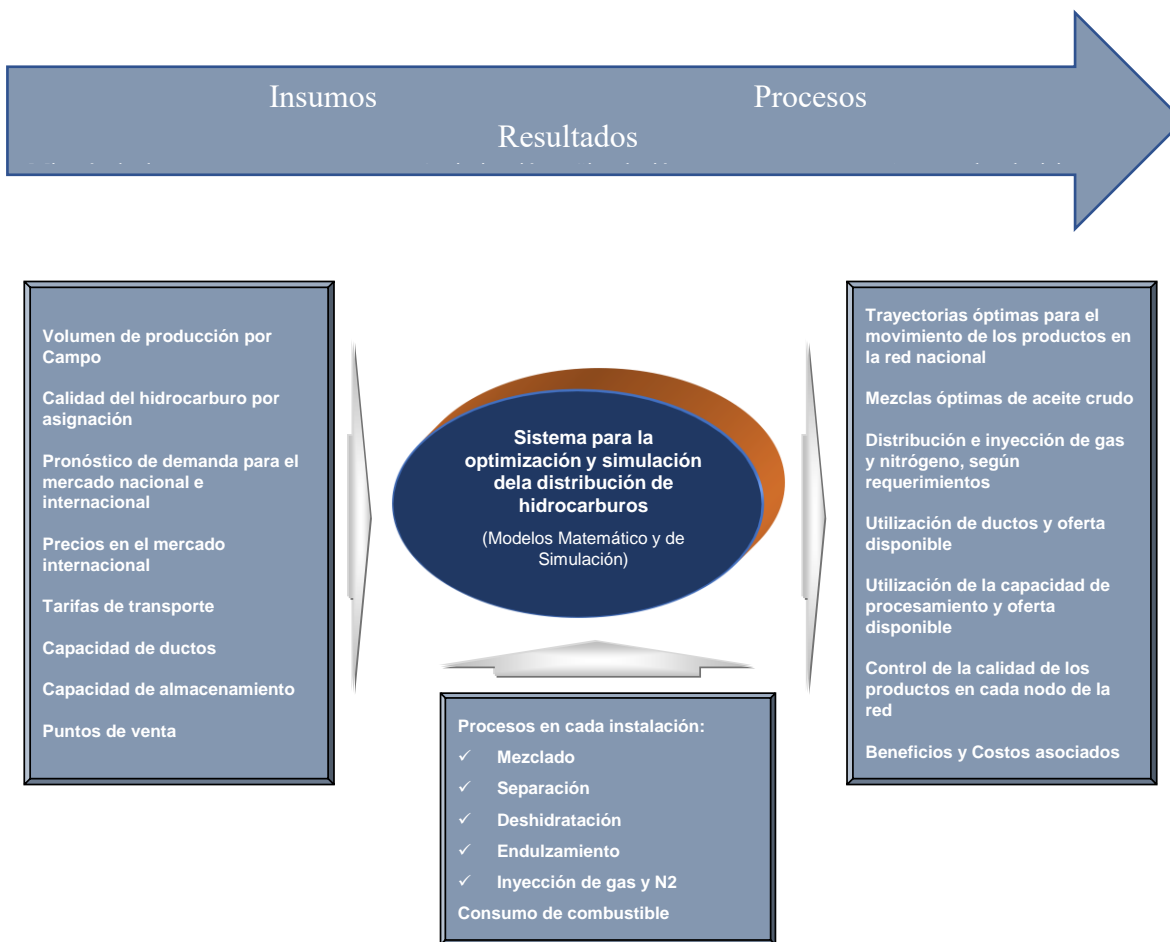 Insumos Procesos
Resultados
Volumen de producción por
Campo
Calidad del hidrocarburo por
asignación
Pronóstico de demanda para el
mercado nacional e
internacional
Precios en el mercado
internacional
Tarifas de transporte
Capacidad de ductos
Capacidad de almacenamiento
Puntos de venta
Sistema para la
optimización y simulación
dela distribución de
hidrocarburos
(Modelos Matemático y de
Simulación)
Procesos en cada instalación:
✓ Mezclado
✓ Separación
✓ Deshidratación
✓ Endulzamiento
✓ Inyección de gas y N2
Consumo de combustible
Trayectorias óptimas para el
movimiento de los productos en
la red nacional
Mezclas óptimas de aceite crudo
Distribución e inyección de gas
y nitrógeno, según
requerimientos
Utilización de ductos y oferta
disponible
Utilización de la capacidad de
procesamiento y oferta
disponible
Control de la calidad de los
productos en cada nodo de la
red
Beneficios y Costos asociados